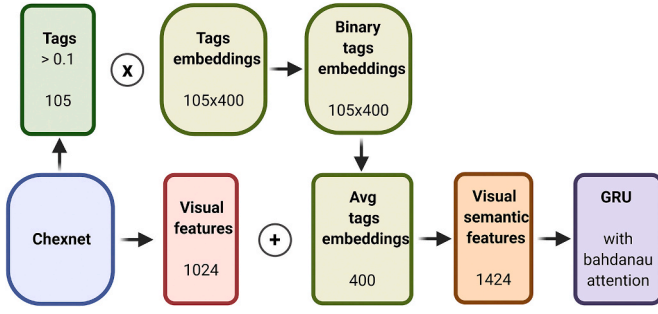 Tags
> 0.1
105
x
Tags
embeddings
105x400
Binary
tags
embeddings
105x400
Chexnet
Visual
features
1024
+
Avg
tags
embeddings
400
Visual
semantic
features
1424
GRU
with
bahdanau
attention